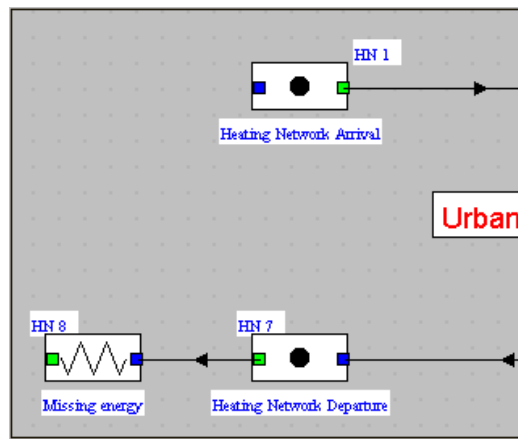 HN 1
Heating Network Arrival
Urban
HN 8
HN 7
Missing energy
Heating Network Departure